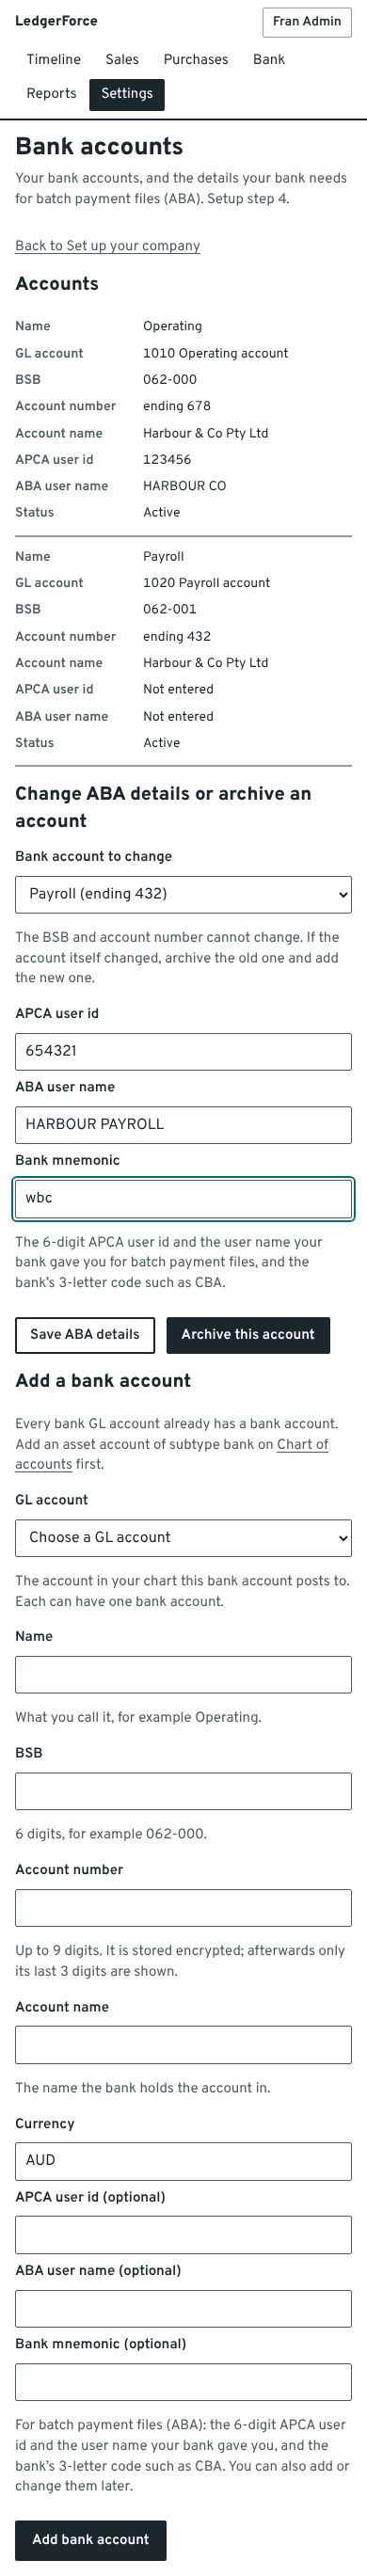 LedgerForce
Fran Admin
Timeline Sales Purchases Bank
Reports Settings
Bank accounts
Your bank accounts, and the details your bank needs
for batch payment files (ABA). Setup step 4.
Back to Set up your company
Accounts
Name Operating
GL account 1010 Operating account
BSB 062-000
Account number ending 678
Account name Harbour & Co Pty Ltd
APCA user id 123456
ABA user name HARBOUR CO
Status Active
Name Payroll
GL account 1020 Payroll account
BSB 062-001
Account number ending 432
Account name Harbour & Co Pty Ltd
APCA user id Not entered
ABA user name Not entered
Status Active
Change ABA details or archive an
account
Bank account to change
Payroll (ending 432)
The BSB and account number cannot change. If the
account itself changed, archive the old one and add
the new one.
APCA user id
654321
ABA user name
HARBOUR PAYROLL
Bank mnemonic
wbc
The 6-digit APCA user id and the user name your
bank gave you for batch payment files, and the
bank’s 3-letter code such as CBA.
Save ABA details Archive this account
Add a bank account
Every bank GL account already has a bank account.
Add an asset account of subtype bank on Chart of
accounts first.
GL account
Choose a GL account
The account in your chart this bank account posts to.
Each can have one bank account.
Name
What you call it, for example Operating.
BSB
6 digits, for example 062-000.
Account number
Up to 9 digits. It is stored encrypted; afterwards only
its last 3 digits are shown.
Account name
The name the bank holds the account in.
Currency
AUD
APCA user id (optional)
ABA user name (optional)
Bank mnemonic (optional)
For batch payment files (ABA): the 6-digit APCA user
id and the user name your bank gave you, and the
bank’s 3-letter code such as CBA. You can also add or
change them later.
Add bank account